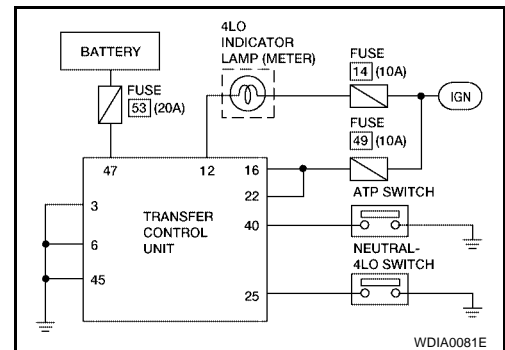 4LO
INDICATOR
LAMP (METER)
BATTERY
FUSE
14 (10A)
IGN
FUSE
53 (20A)
FUSE
49 (10A)
47
12
16
22
ATP SWITCH
3
TRANSFER
CONTROL
UNIT
40
6
NEUTRAL-
4LO SWITCH
45
25
WDIA0081E